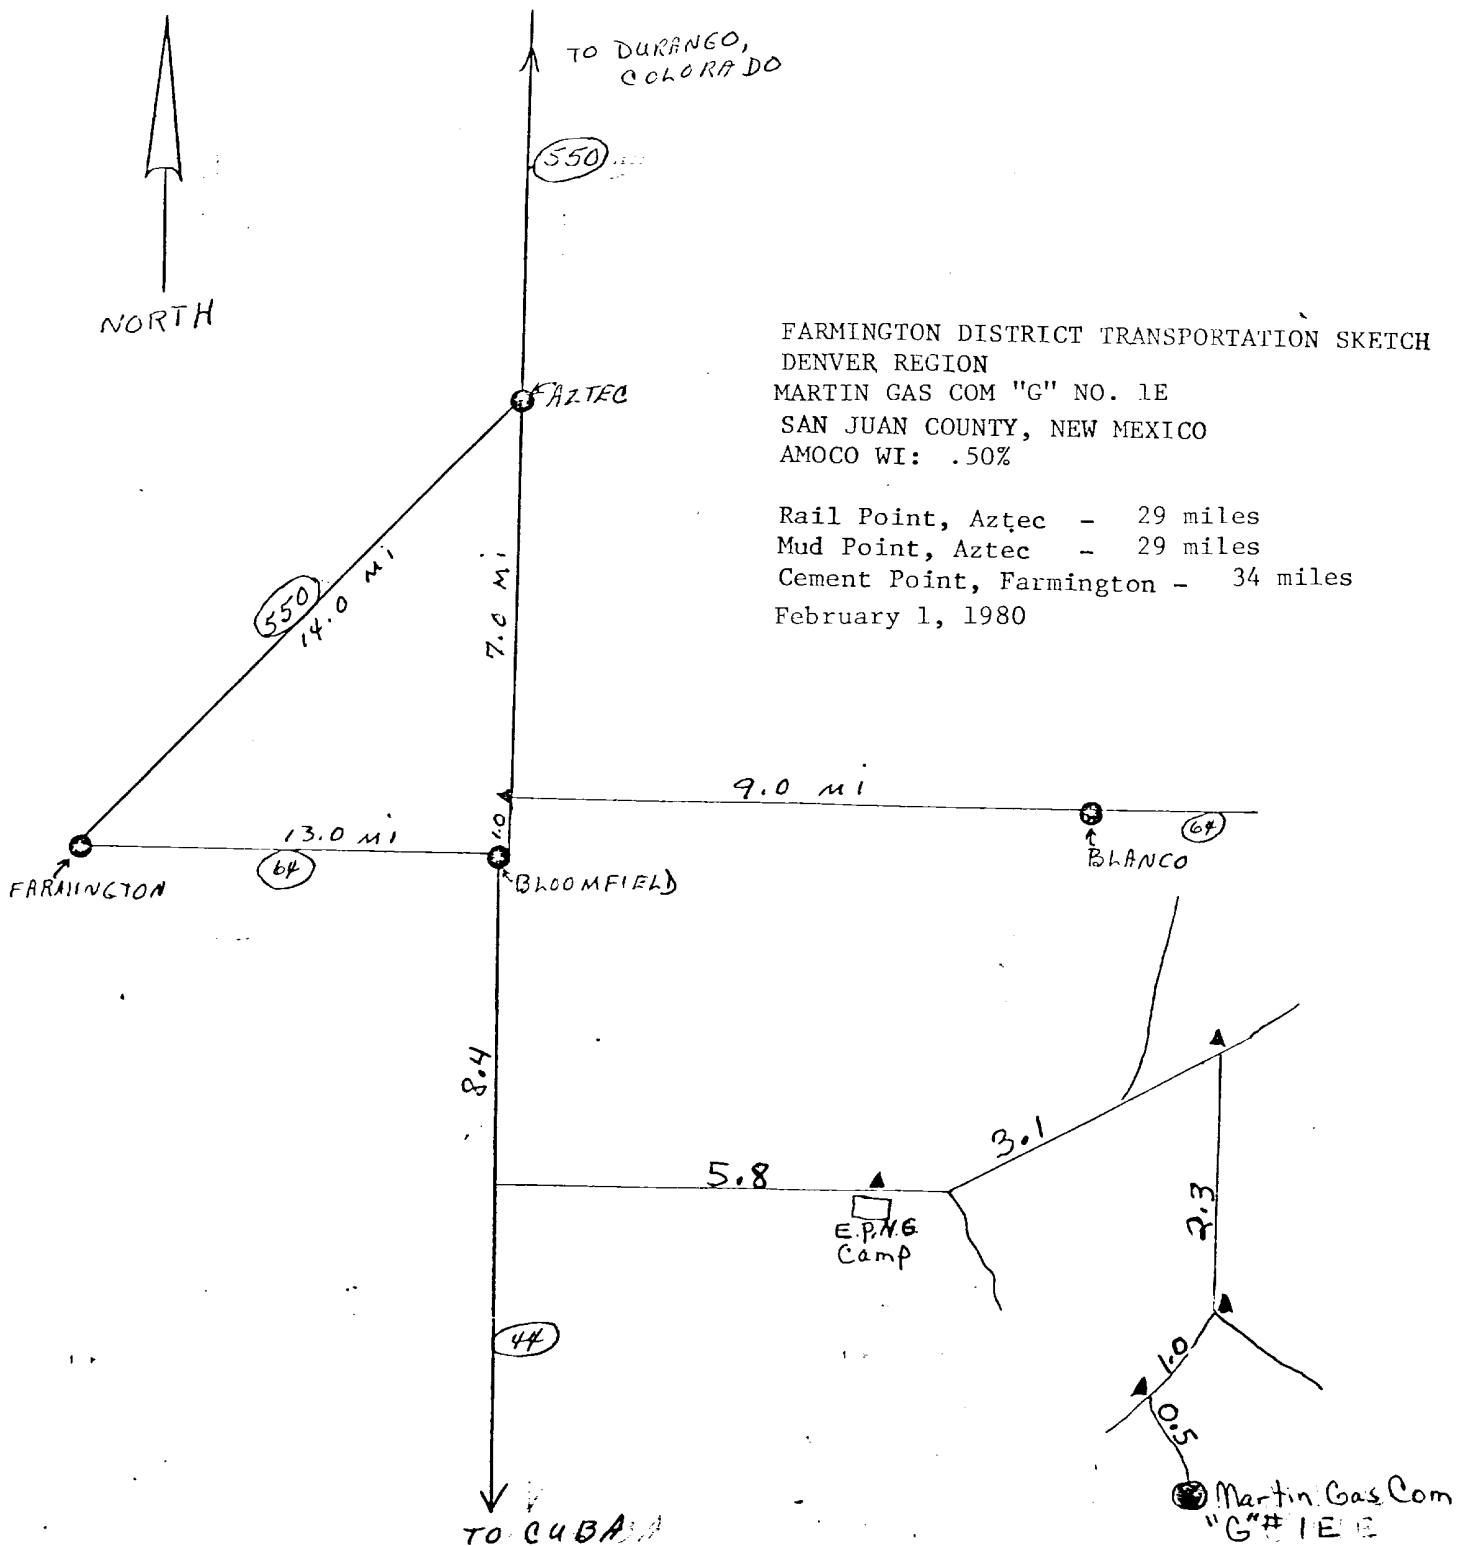 TO DURANGO,
COLORADO
550
NORTH
AZTEC
FARMINGTON DISTRICT TRANSPORTATION SKETCH
DENVER REGION
MARTIN GAS COM "G" NO. 1E
SAN JUAN COUNTY, NEW MEXICO
AMOCO WI: .50%
Rail Point, Aztec - 29 miles
Mud Point, Aztec - 29 miles
Cement Point, Farmington - 34 miles
February 1, 1980
550
14.0 mi
7.0 mi
9.0 mi
64
BLANCO
1.0
13.0 mi
64
FARMINGTON
BLOOMFIELD
8.4
5.8
E.P.N.G.
Camp
3.1
2.3
1.0
0.5
44
TO CUBA
Martin Gas Com
"G" # 1E